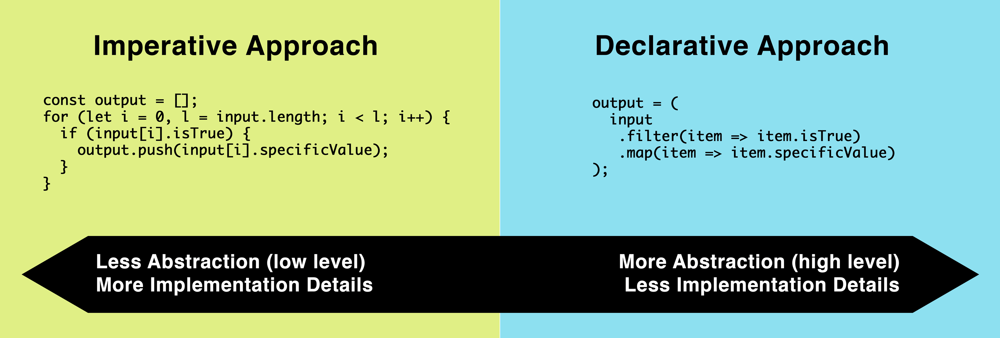 Imperative Approach
const output = [];
for (let i = 0, l = input.length; i < l; i++) {
  if (input[i].isTrue) {
    output.push(input[i].specificValue);
  }
}
Declarative Approach
output = (
  input
   .filter(item => item.isTrue)
   .map(item => item.specificValue)
);
Less Abstraction (low level)
More Implementation Details
More Abstraction (high level)
Less Implementation Details